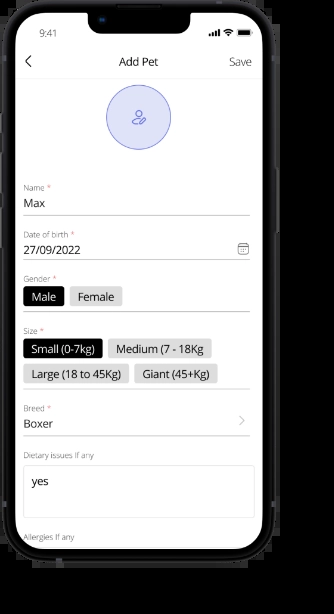 9:41
Add Pet Save
Name *
Max
Date of birth *
27/09/2022
Gender *
Male Female
Size *
Small (0-7kg) Medium (7 - 18Kg
Large (18 to 45Kg) Giant (45+Kg)
Breed *
Boxer
Dietary issues If any
yes
Allergies If any